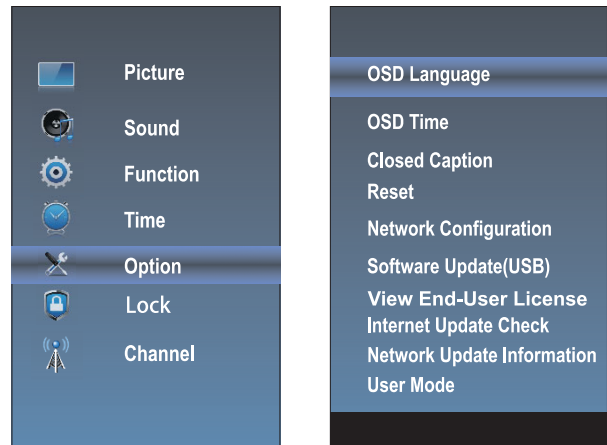 Picture
Sound
Function
Time
Option
Lock
Channel
OSD Language
OSD Time
Closed Caption
Reset
Network Configuration
Software Update(USB)
View End-User License
Internet Update Check
Network Update Information
User Mode